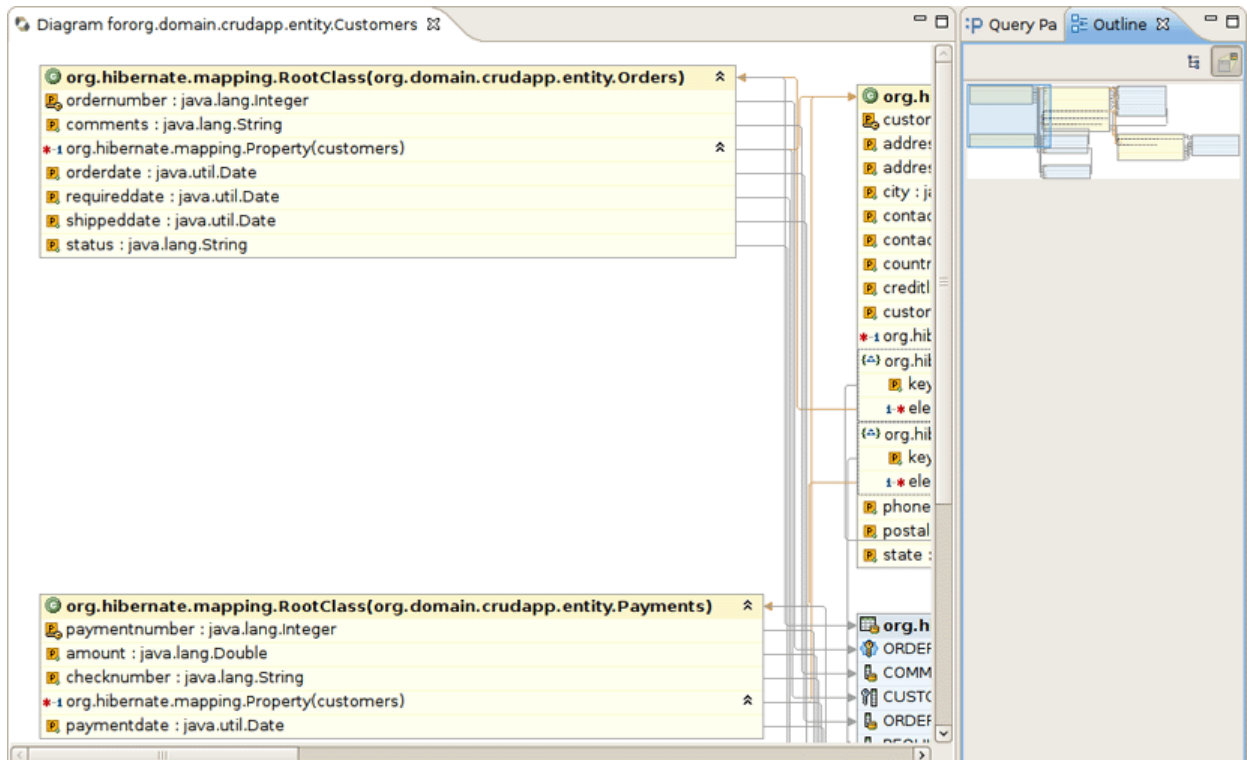 Diagram fororg.domain.crudapp.entity.Customers
Query Pa
Outline
org.hibernate.mapping.RootClass(org.domain.crudapp.entity.Orders)
ordernumber : java.lang.Integer
comments : java.lang.String
org.hibernate.mapping.Property(customers)
orderdate : java.util.Date
requireddate : java.util.Date
shippeddate : java.util.Date
status : java.lang.String
org.h
custor
addres
addres
city : ja
contac
contac
countr
creditl
custor
org.hib
org.hib
key
ele
org.hib
key
ele
phone
postal
state :
org.hibernate.mapping.RootClass(org.domain.crudapp.entity.Payments)
paymentnumber : java.lang.Integer
amount : java.lang.Double
checknumber : java.lang.String
org.hibernate.mapping.Property(customers)
paymentdate : java.util.Date
org.h
ORDER
COMM
CUSTO
ORDER